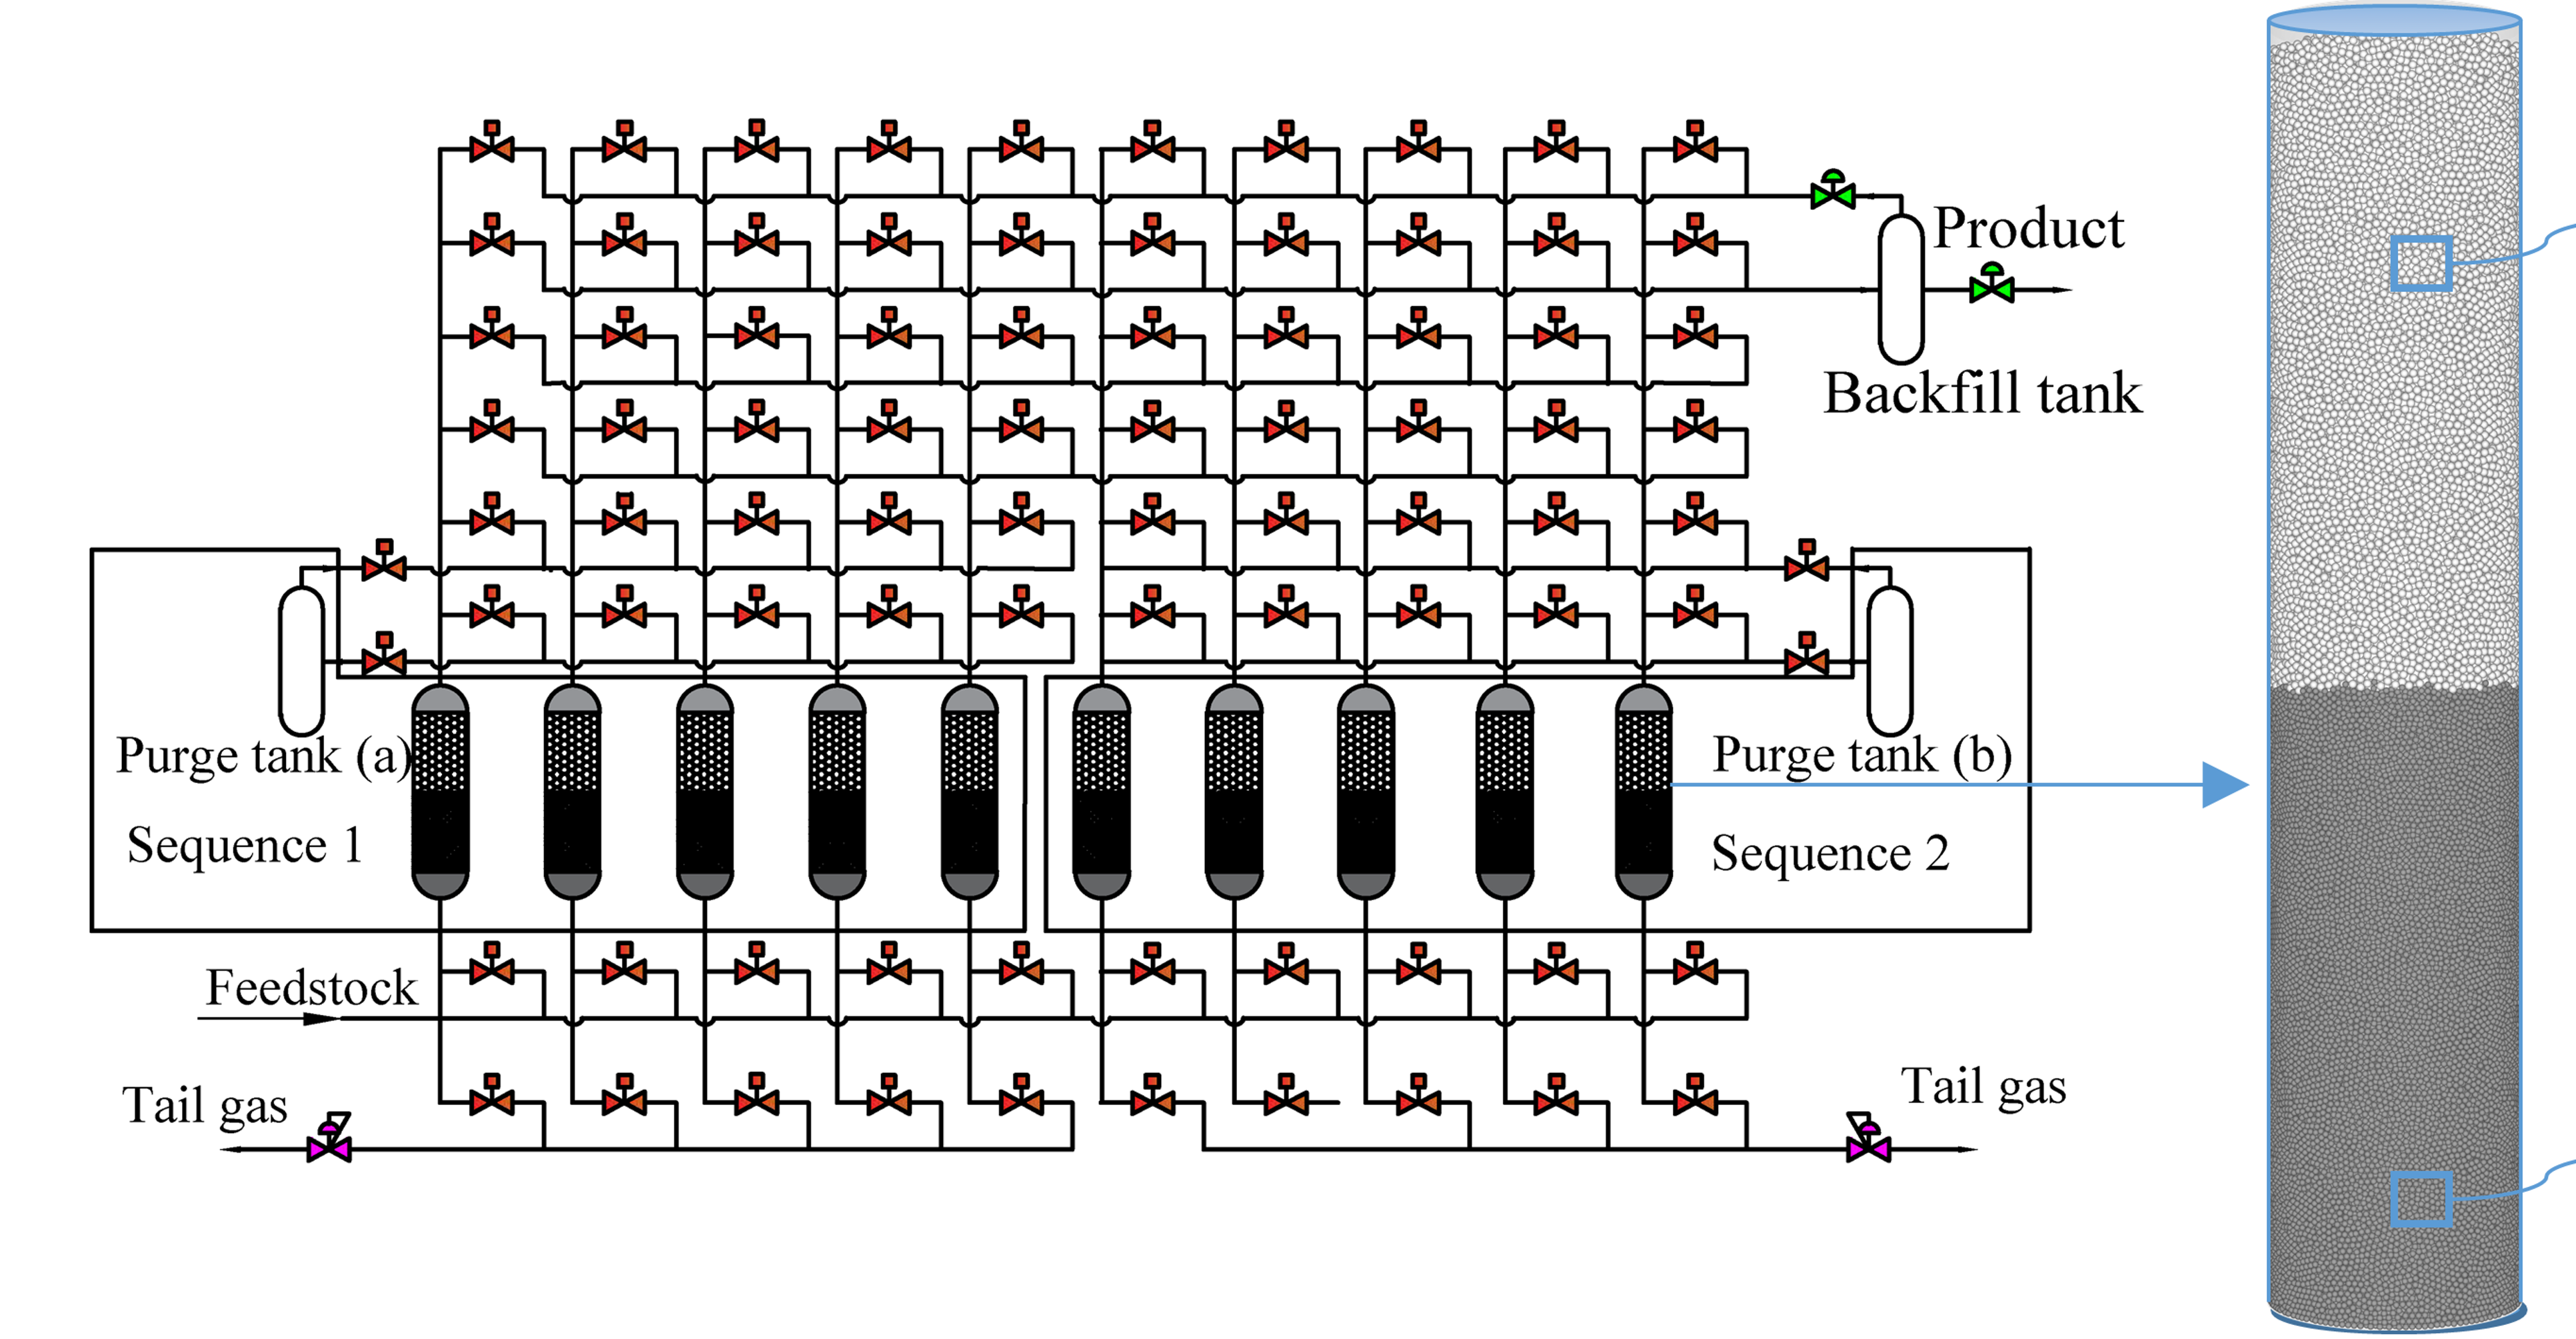 Product
Backfill tank
Purge tank (a)
Purge tank (b)
Sequence 1
Sequence 2
Feedstock
Tail gas
Tail gas